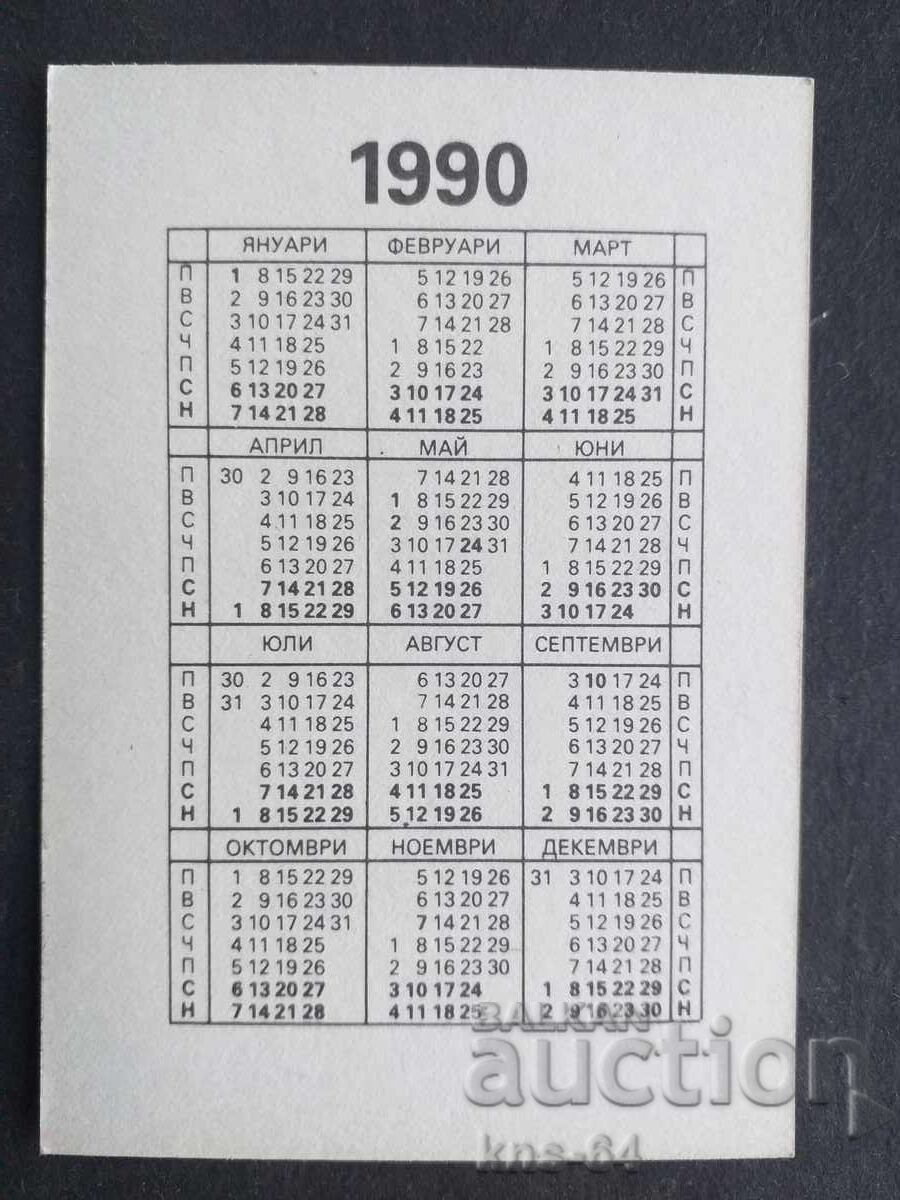 1990
ЯНУАРИ ФЕВРУАРИ МАРТ
П 1 8 15 22 29 5 12 19 26 5 12 19 26 П
В 2 9 16 23 30 6 13 20 27 6 13 20 27 В
С 3 10 17 24 31 7 14 21 28 7 14 21 28 С
Ч 4 11 18 25 1 8 15 22 1 8 15 22 29 Ч
П 5 12 19 26 2 9 16 23 2 9 16 23 30 П
С 6 13 20 27 3 10 17 24 3 10 17 24 31 С
Н 7 14 21 28 4 11 18 25 4 11 18 25 Н
АПРИЛ МАЙ ЮНИ
П 30 2 9 16 23 7 14 21 28 4 11 18 25 П
В 3 10 17 24 1 8 15 22 29 5 12 19 26 В
С 4 11 18 25 2 9 16 23 30 6 13 20 27 С
Ч 5 12 19 26 3 10 17 24 31 7 14 21 28 Ч
П 6 13 20 27 4 11 18 25 1 8 15 22 29 П
С 7 14 21 28 5 12 19 26 2 9 16 23 30 С
Н 1 8 15 22 29 6 13 20 27 3 10 17 24 Н
ЮЛИ АВГУСТ СЕПТЕМВРИ
П 30 2 9 16 23 6 13 20 27 3 10 17 24 П
В 31 3 10 17 24 7 14 21 28 4 11 18 25 В
С 4 11 18 25 1 8 15 22 29 5 12 19 26 С
Ч 5 12 19 26 2 9 16 23 30 6 13 20 27 Ч
П 6 13 20 27 3 10 17 24 31 7 14 21 28 П
С 7 14 21 28 4 11 18 25 1 8 15 22 29 С
Н 1 8 15 22 29 5 12 19 26 2 9 16 23 30 Н
ОКТОМВРИ НОЕМВРИ ДЕКЕМВРИ
П 1 8 15 22 29 5 12 19 26 31 3 10 17 24 П
В 2 9 16 23 30 6 13 20 27 4 11 18 25 В
С 3 10 17 24 31 7 14 21 28 5 12 19 26 С
Ч 4 11 18 25 1 8 15 22 29 6 13 20 27 Ч
П 5 12 19 26 2 9 16 23 30 7 14 21 28 П
С 6 13 20 27 3 10 17 24 1 8 15 22 29 С
Н 7 14 21 28 4 11 18 25 2 9 16 23 30 Н
BALKAN
auction
kns-64